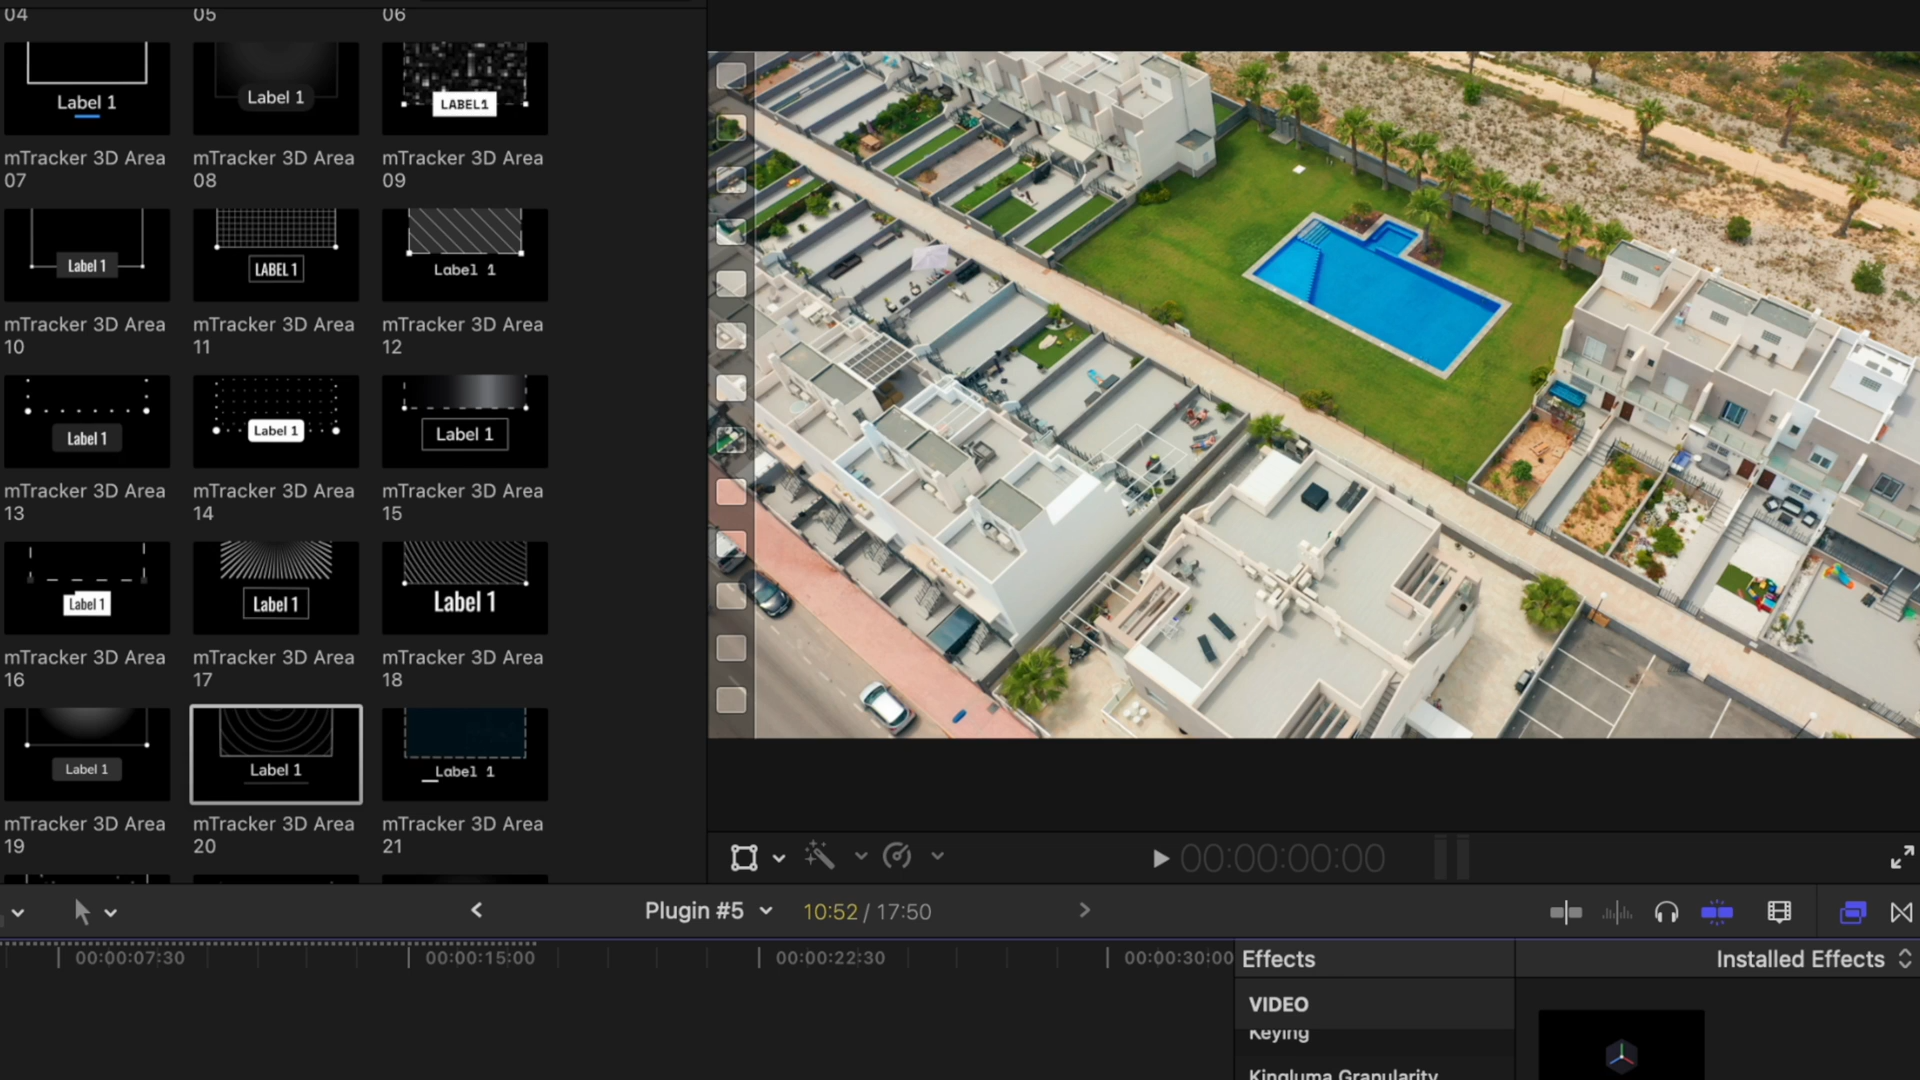 04 05 06
Label 1 Label 1 LABEL1
mTracker 3D Area 07 mTracker 3D Area 08 mTracker 3D Area 09
Label 1 LABEL 1 Label 1
mTracker 3D Area 10 mTracker 3D Area 11 mTracker 3D Area 12
Label 1 Label 1 Label 1
mTracker 3D Area 13 mTracker 3D Area 14 mTracker 3D Area 15
Label 1 Label 1 Label 1
mTracker 3D Area 16 mTracker 3D Area 17 mTracker 3D Area 18
Label 1 Label 1 Label 1
mTracker 3D Area 19 mTracker 3D Area 20 mTracker 3D Area 21
00:00:00:00
Plugin #5 10:52 / 17:50
00:00:07:30 00:00:15:00 00:00:22:30 00:00:30:00
Effects Installed Effects
VIDEO
Keying
Kingluma Granularity